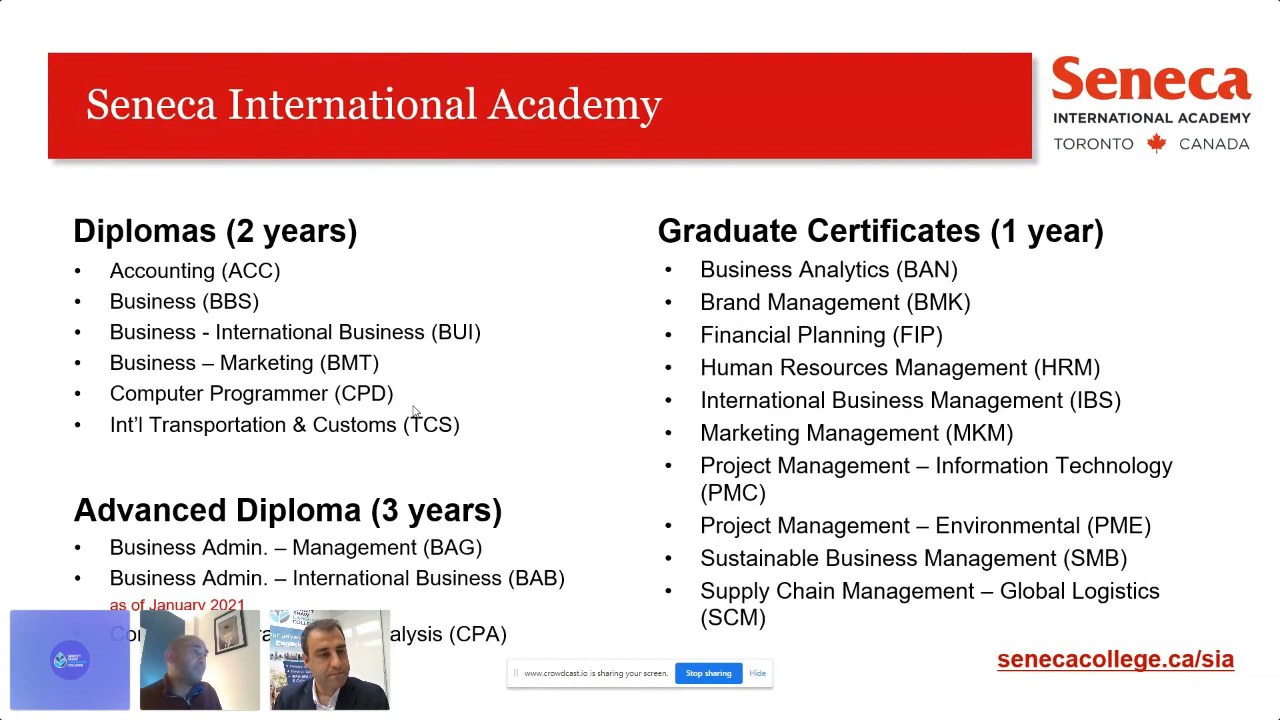 Seneca International Academy
Seneca
INTERNATIONAL ACADEMY
TORONTO CANADA
Diplomas (2 years)
• Accounting (ACC)
• Business (BBS)
• Business - International Business (BUI)
• Business – Marketing (BMT)
• Computer Programmer (CPD)
• Int'l Transportation & Customs (TCS)
Advanced Diploma (3 years)
• Business Admin. – Management (BAG)
• Business Admin. – International Business (BAB)
as of January 2021
(CPA)
Graduate Certificates (1 year)
• Business Analytics (BAN)
• Brand Management (BMK)
• Financial Planning (FIP)
• Human Resources Management (HRM)
• International Business Management (IBS)
• Marketing Management (MKM)
• Project Management – Information Technology
(PMC)
• Project Management – Environmental (PME)
• Sustainable Business Management (SMB)
• Supply Chain Management – Global Logistics
(SCM)
senecacollege.ca/sia
www.crowdcast.io is sharing your screen.
Stop sharing
Hide